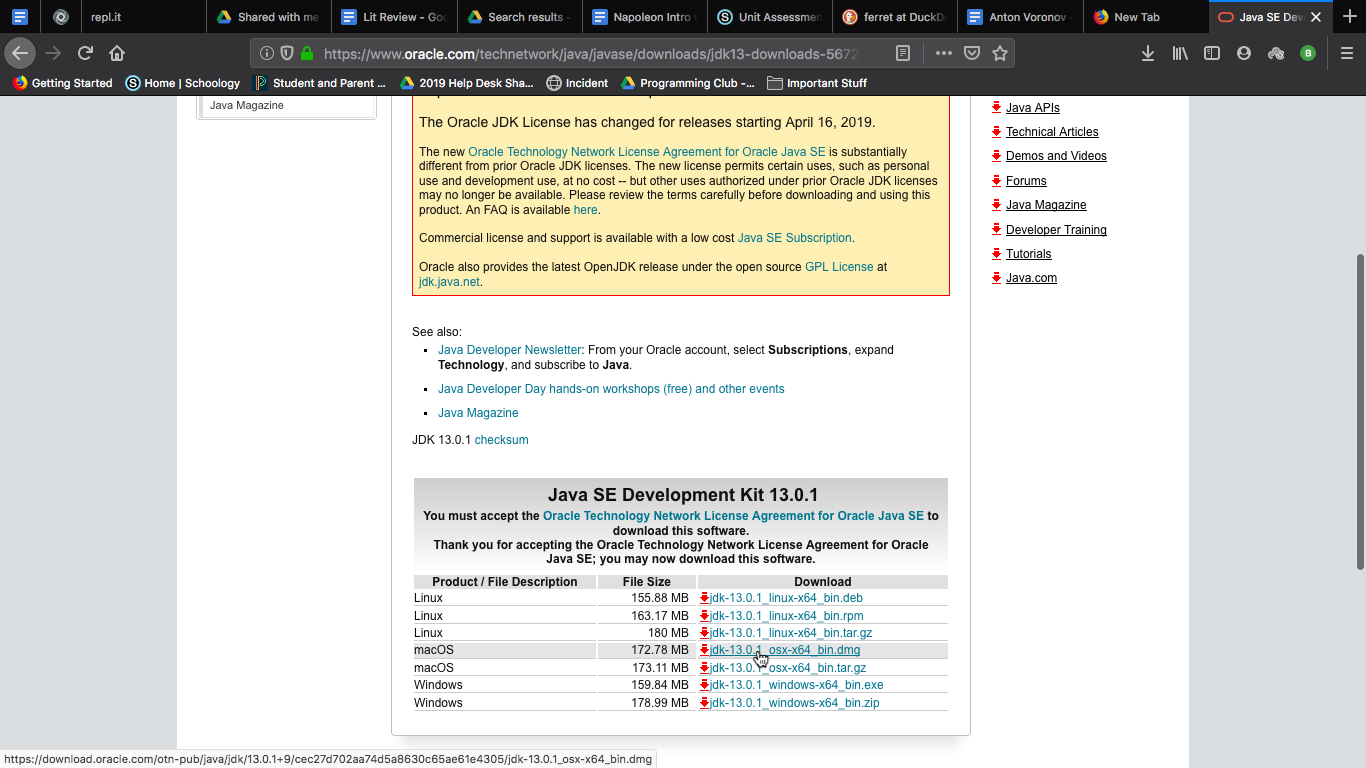 repl.it
Shared with me
Lit Review - Goo
Search results -
Napoleon Intro v
Unit Assessmen
ferret at DuckDu
Anton Voronov -
New Tab
Java SE Dev
https://www.oracle.com/technetwork/java/javase/downloads/jdk13-downloads-5672
Getting Started
Home | Schoology
Student and Parent ...
2019 Help Desk Sha...
Incident
Programming Club -...
Important Stuff
B
Java Magazine
The Oracle JDK License has changed for releases starting April 16, 2019.
The new Oracle Technology Network License Agreement for Oracle Java SE is substantially
different from prior Oracle JDK licenses. The new license permits certain uses, such as personal
use and development use, at no cost -- but other uses authorized under prior Oracle JDK licenses
may no longer be available. Please review the terms carefully before downloading and using this
product. An FAQ is available here.
Commercial license and support is available with a low cost Java SE Subscription.
Oracle also provides the latest OpenJDK release under the open source GPL License at
jdk.java.net.
See also:
Java Developer Newsletter: From your Oracle account, select Subscriptions, expand
Technology, and subscribe to Java.
Java Developer Day hands-on workshops (free) and other events
Java Magazine
JDK 13.0.1 checksum
Java SE Development Kit 13.0.1
You must accept the Oracle Technology Network License Agreement for Oracle Java SE to
download this software.
Thank you for accepting the Oracle Technology Network License Agreement for Oracle
Java SE; you may now download this software.
Product / File Description File Size Download
Linux 155.88 MB jdk-13.0.1_linux-x64_bin.deb
Linux 163.17 MB jdk-13.0.1_linux-x64_bin.rpm
Linux 180 MB jdk-13.0.1_linux-x64_bin.tar.gz
macOS 172.78 MB jdk-13.0.1_osx-x64_bin.dmg
macOS 173.11 MB jdk-13.0.1_osx-x64_bin.tar.gz
Windows 159.84 MB jdk-13.0.1_windows-x64_bin.exe
Windows 178.99 MB jdk-13.0.1_windows-x64_bin.zip
Java APIs
Technical Articles
Demos and Videos
Forums
Java Magazine
Developer Training
Tutorials
Java.com
https://download.oracle.com/otn-pub/java/jdk/13.0.1+9/cec27d702aa74d5a8630c65ae61e4305/jdk-13.0.1_osx-x64_bin.dmg